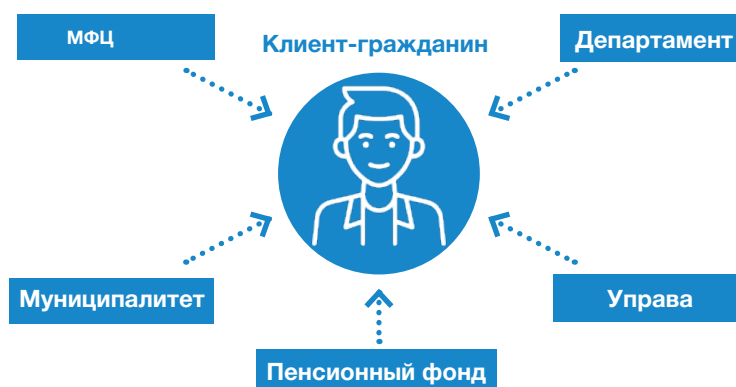 МФЦ
Клиент-гражданин
Департамент
Муниципалитет
Управа
Пенсионный фонд